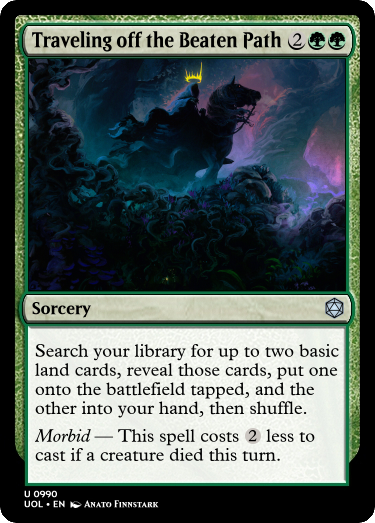 Traveling off the Beaten Path 2
Sorcery
Search your library for up to two basic
land cards, reveal those cards, put one
onto the battlefield tapped, and the
other into your hand, then shuffle.
Morbid — This spell costs 2 less to
cast if a creature died this turn.
U 0990
UOL • EN Anato Finnstark